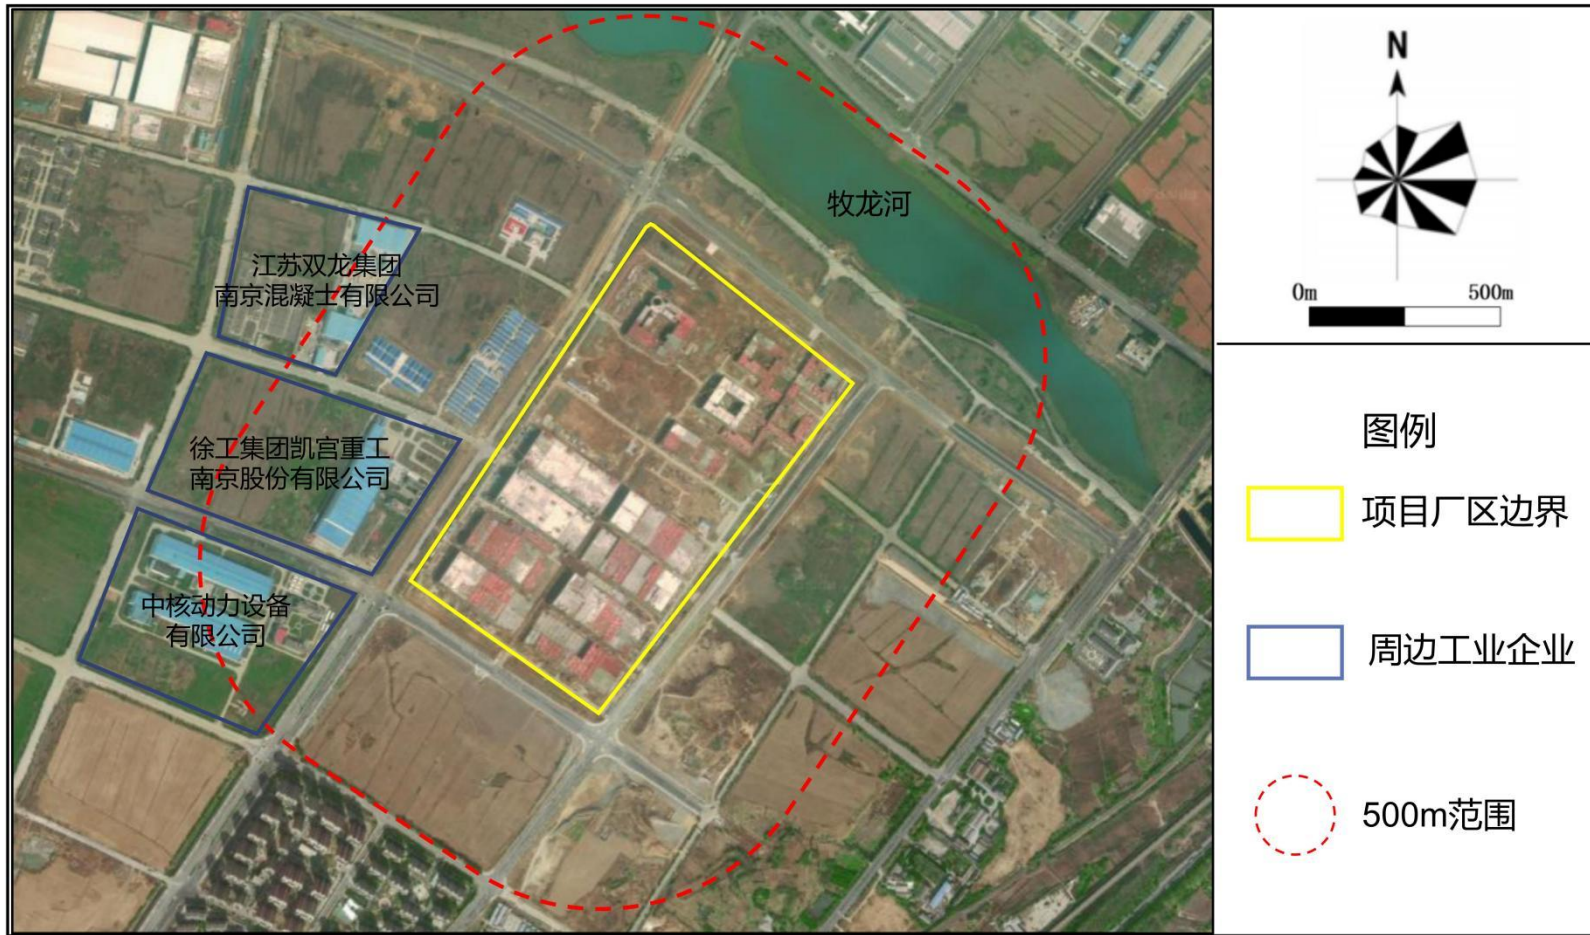 牧龙河
江苏双龙集团
南京混凝士有限公司
徐工集团凯宫重工
南京股份有限公司
中核动力设备
有限公司
N
0m 500m
图例
项目厂区边界
周边工业企业
500m范围